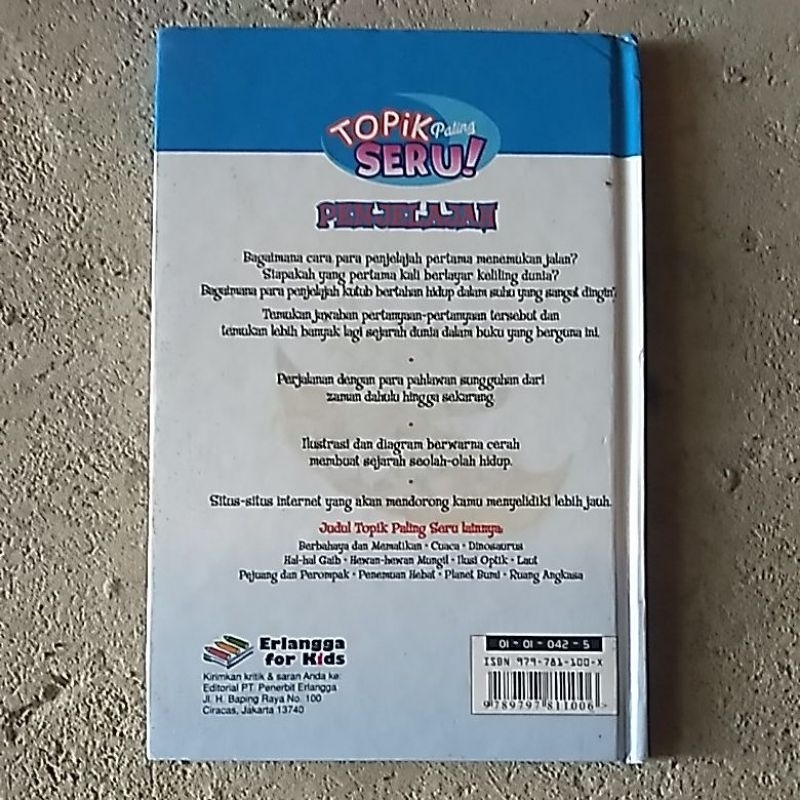 TOPiK Paling
SERU!
PENJELAJAH
Bagaimana cara para penjelajah pertama menemukan jalan?
Siapakah yang pertama kali berlayar keliling dunia?
Bagaimana para penjelajah kutub bertahan hidup dalam suhu yang sangat dingin?
Temukan jawaban pertanyaan-pertanyaan tersebut dan
temukan lebih banyak lagi sejarah dunia dalam buku yang berguna ini.
•
Perjalanan dengan para pahlawan sungguhan dari
zaman dahulu hingga sekarang.
•
Ilustrasi dan diagram berwarna cerah
membuat sejarah seolah-olah hidup.
•
Situs-situs internet yang akan mendorong kamu menyelidiki lebih jauh.
Judul Topik Paling Seru lainnya:
Berbahaya dan Mematikan • Cuaca • Dinosaurus
Hal-hal Gaib • Hewan-hewan Mungil • Ilusi Optik • Laut
Pejuang dan Perompak • Penemuan Hebat • Planet Bumi • Ruang Angkasa
Erlangga
for Kids
Kirimkan kritik & saran Anda ke:
Editorial PT. Penerbit Erlangga
Jl. H. Baping Raya No. 100
Ciracas, Jakarta 13740
01 - 01 - 042 - 5
ISBN 979-781-100-X
9 789797 811006 >